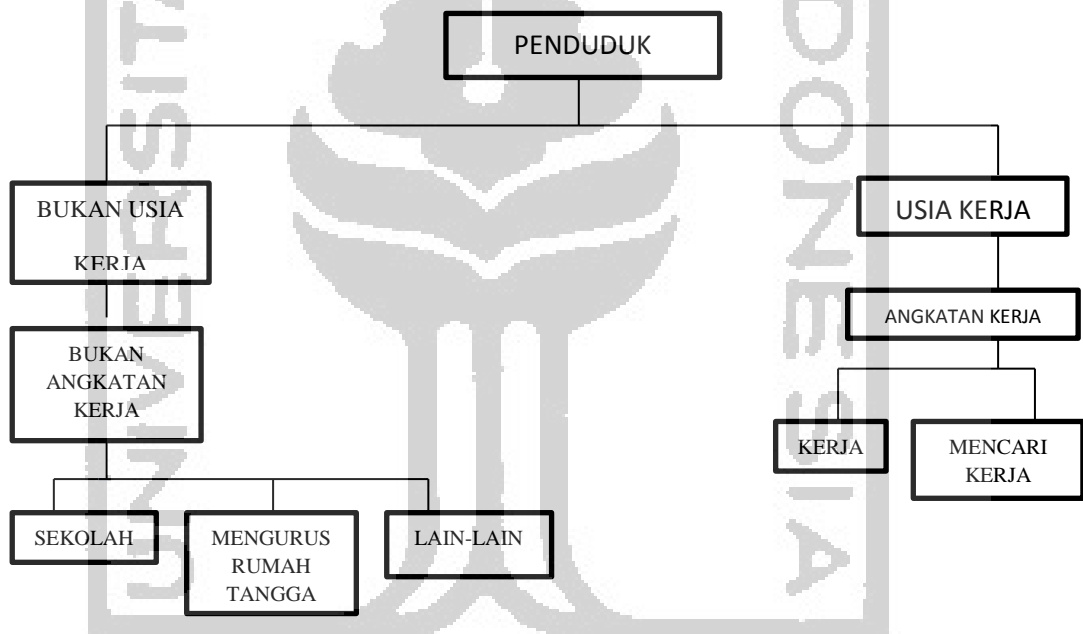 PENDUDUK
BUKAN USIA
KERJA
USIA KERJA
ANGKATAN KERJA
BUKAN
ANGKATAN
KERJA
KERJA
MENCARI
KERJA
SEKOLAH
MENGURUS
RUMAH
TANGGA
LAIN-LAIN